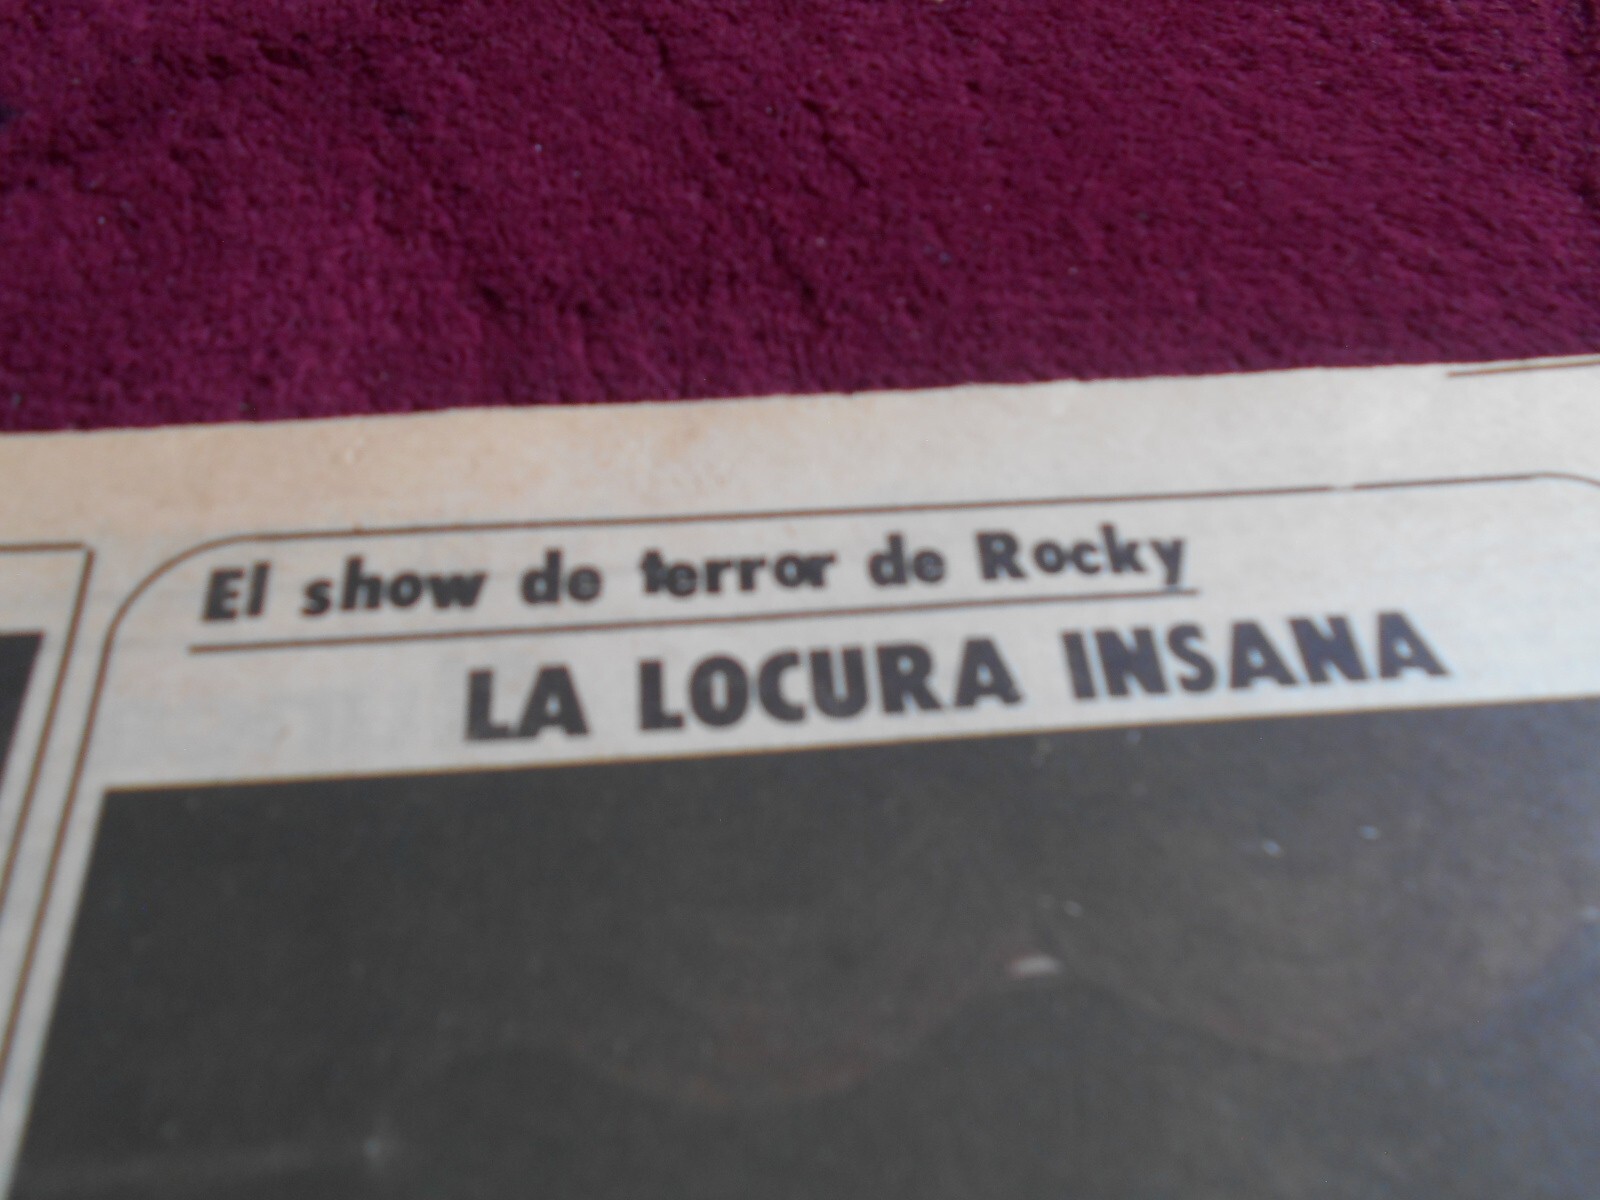 El show de terror de Rocky
LA LOCURA INSANA